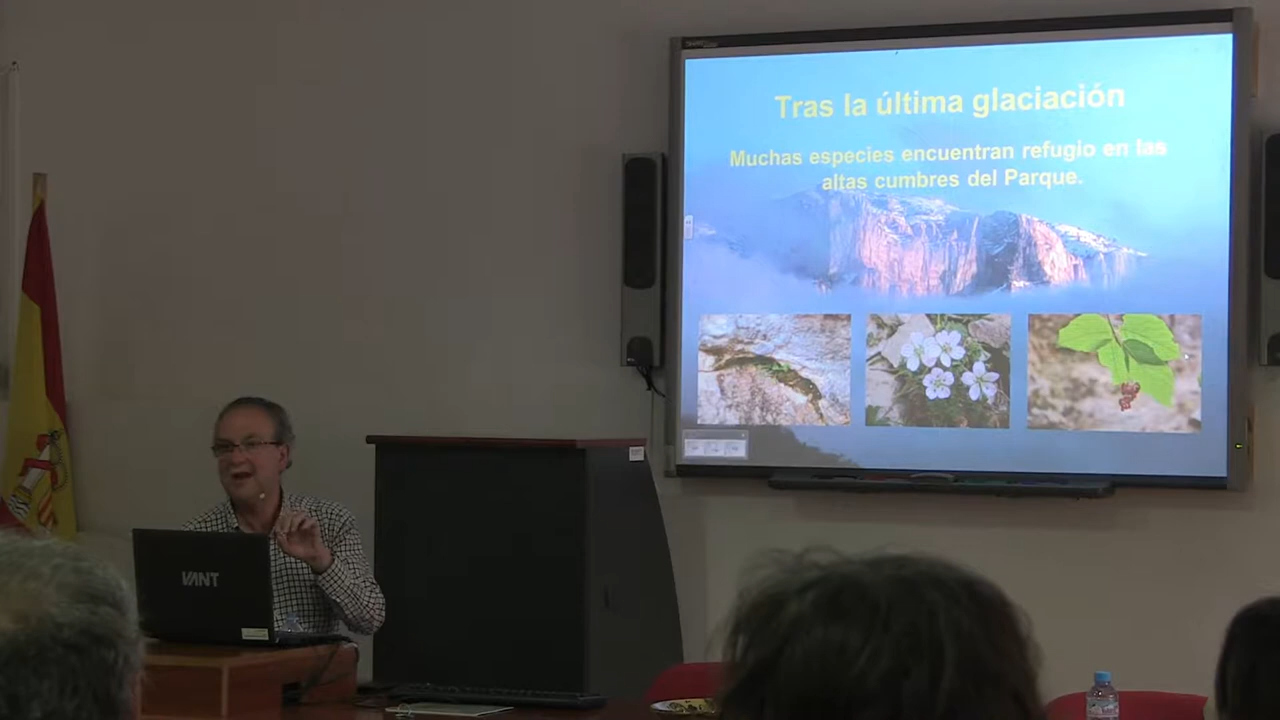 Tras la última glaciación
Muchas especies encuentran refugio en las
altas cumbres del Parque.
VANT